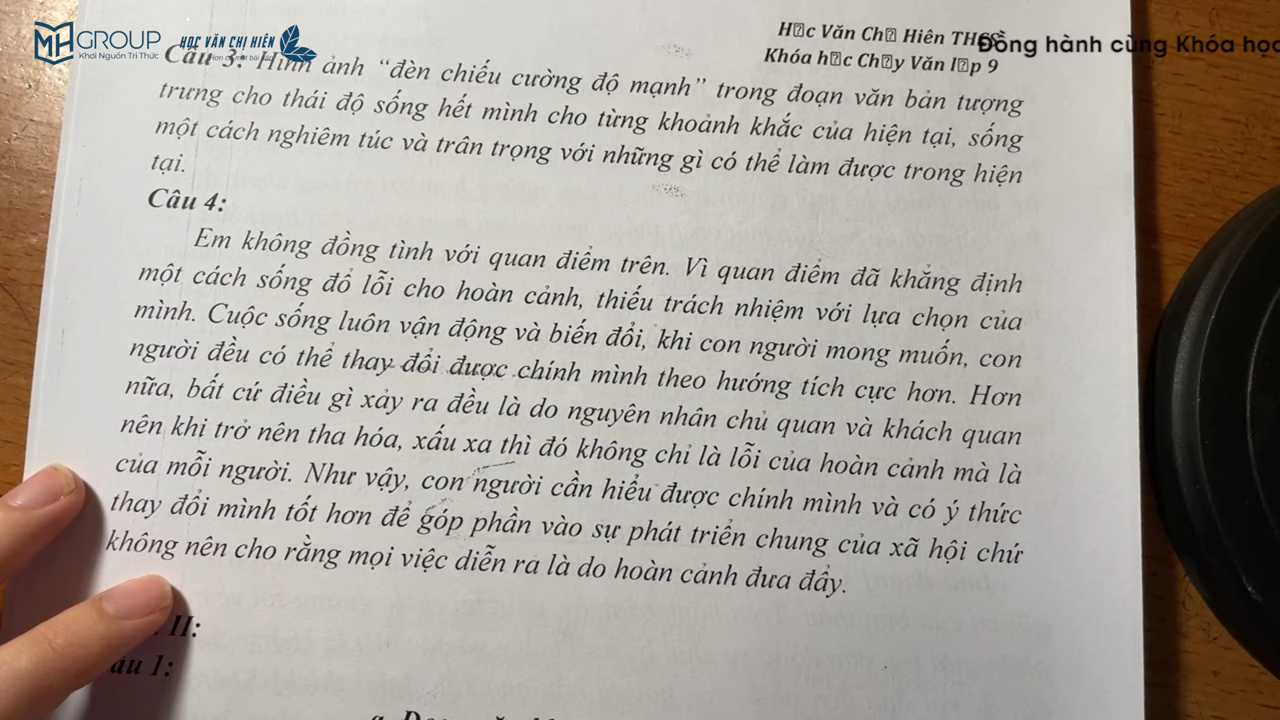 MH GROUP
Khơi Nguồn Tri Thức
HỌC VĂN CHỊ HIÊN
Đồng hành cùng Khóa học
Khóa
lớp 9
Câu 3: Hình ảnh “đèn chiếu cường độ mạnh” trong đoạn văn bản tượng
trưng cho thái độ sống hết mình cho từng khoảnh khắc của hiện tại, sống
một cách nghiêm túc và trân trọng với những gì có thể làm được trong hiện
tại.
Câu 4:
Em không đồng tình với quan điểm trên. Vì quan điểm đã khẳng định
một cách sống đổ lỗi cho hoàn cảnh, thiếu trách nhiệm với lựa chọn của
mình. Cuộc sống luôn vận động và biến đổi, khi con người mong muốn, con
người đều có thể thay đổi được chính mình theo hướng tích cực hơn. Hơn
nữa, bất cứ điều gì xảy ra đều là do nguyên nhân chủ quan và khách quan
nên khi trở nên tha hóa, xấu xa thì đó không chỉ là lỗi của hoàn cảnh mà là
của mỗi người. Như vậy, con người cần hiểu được chính mình và có ý thức
thay đổi mình tốt hơn để góp phần vào sự phát triển chung của xã hội chứ
không nên cho rằng mọi việc diễn ra là do hoàn cảnh đưa đẩy.
II:
1: